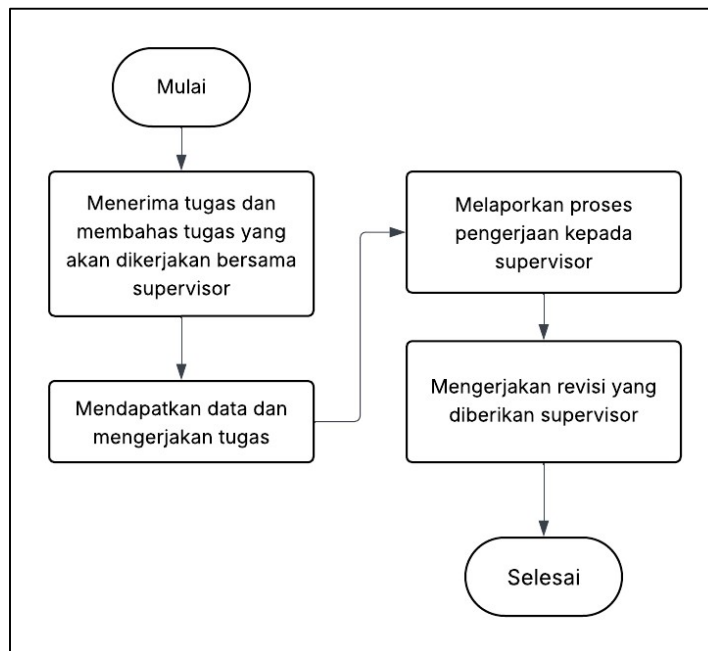 Mulai
Menerima tugas dan
membahas tugas yang
akan dikerjakan bersama
supervisor
Mendapatkan data dan
mengerjakan tugas
Melaporkan proses
pengerjaan kepada
supervisor
Mengerjakan revisi yang
diberikan supervisor
Selesai